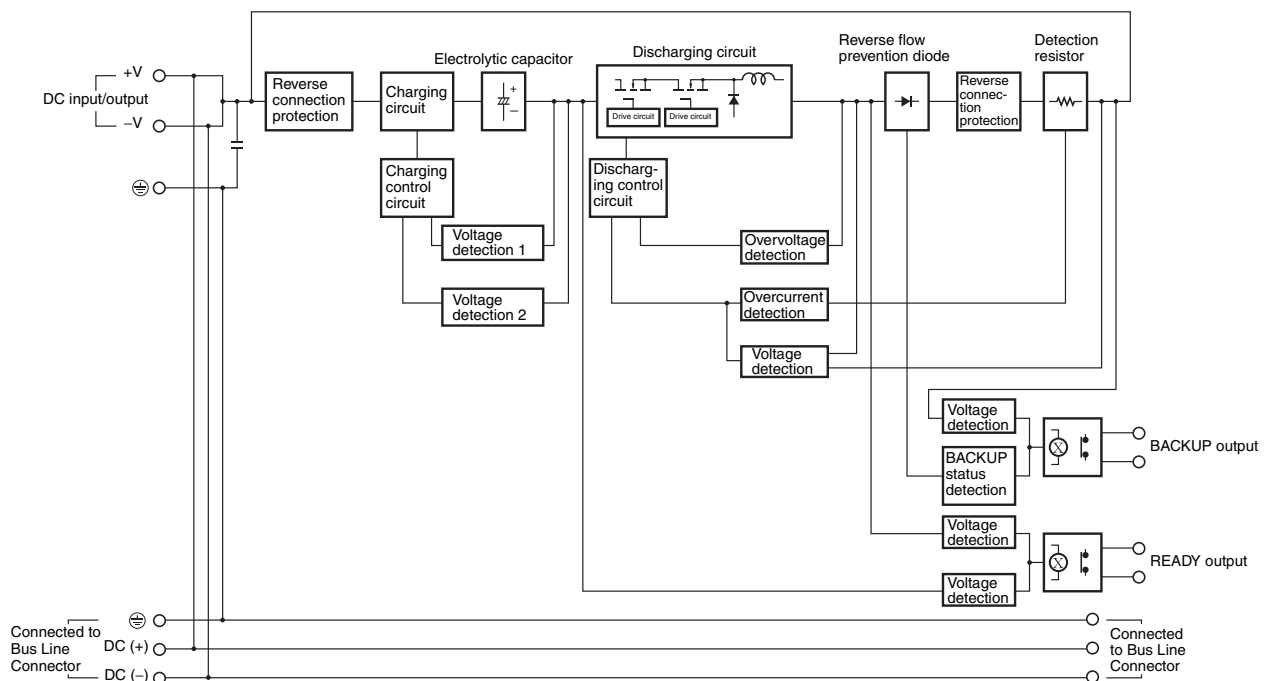 Electrolytic capacitor
Discharging circuit
Reverse flow
prevention diode
Detection
resistor
+V
DC input/output
−V
Reverse
connection
protection
Charging
circuit
+
−
Drive circuit
Drive circuit
Reverse
connec-
tion
protection
Charging
control
circuit
Discharg-
ing control
circuit
Voltage
detection 1
Overvoltage
detection
Voltage
detection 2
Overcurrent
detection
Voltage
detection
Voltage
detection
BACKUP
status
detection
X
BACKUP output
Voltage
detection
Voltage
detection
X
READY output
Connected to
Bus Line
Connector
DC (+)
DC (−)
Connected
to Bus Line
Connector